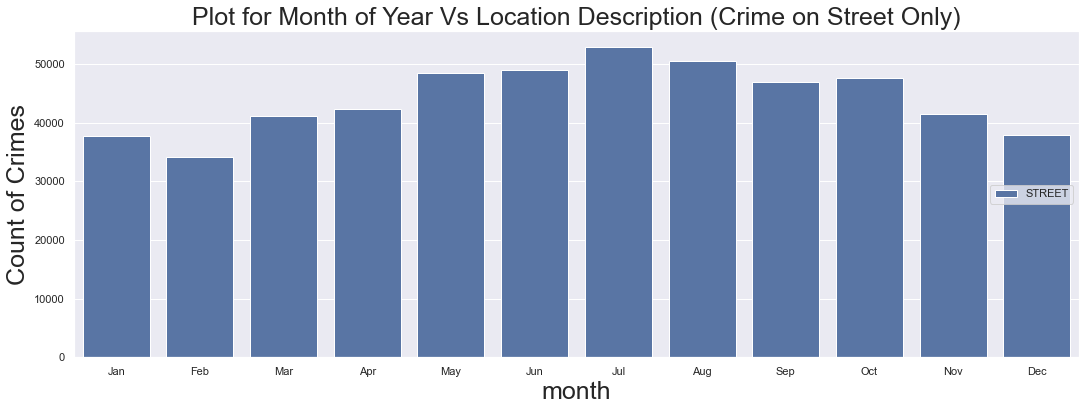 Plot for Month of Year Vs Location Description (Crime on Street Only)
Count of Crimes
50000
40000
30000
20000
10000
0
STREET
Jan Feb Mar Apr May Jun Jul Aug Sep Oct Nov Dec
month